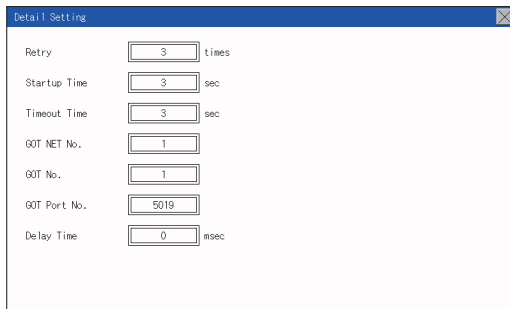 Detail Setting
Retry 3 times
Startup Time 3 sec
Timeout Time 3 sec
GOT NET No. 1
GOT No. 1
GOT Port No. 5019
Delay Time 0 msec